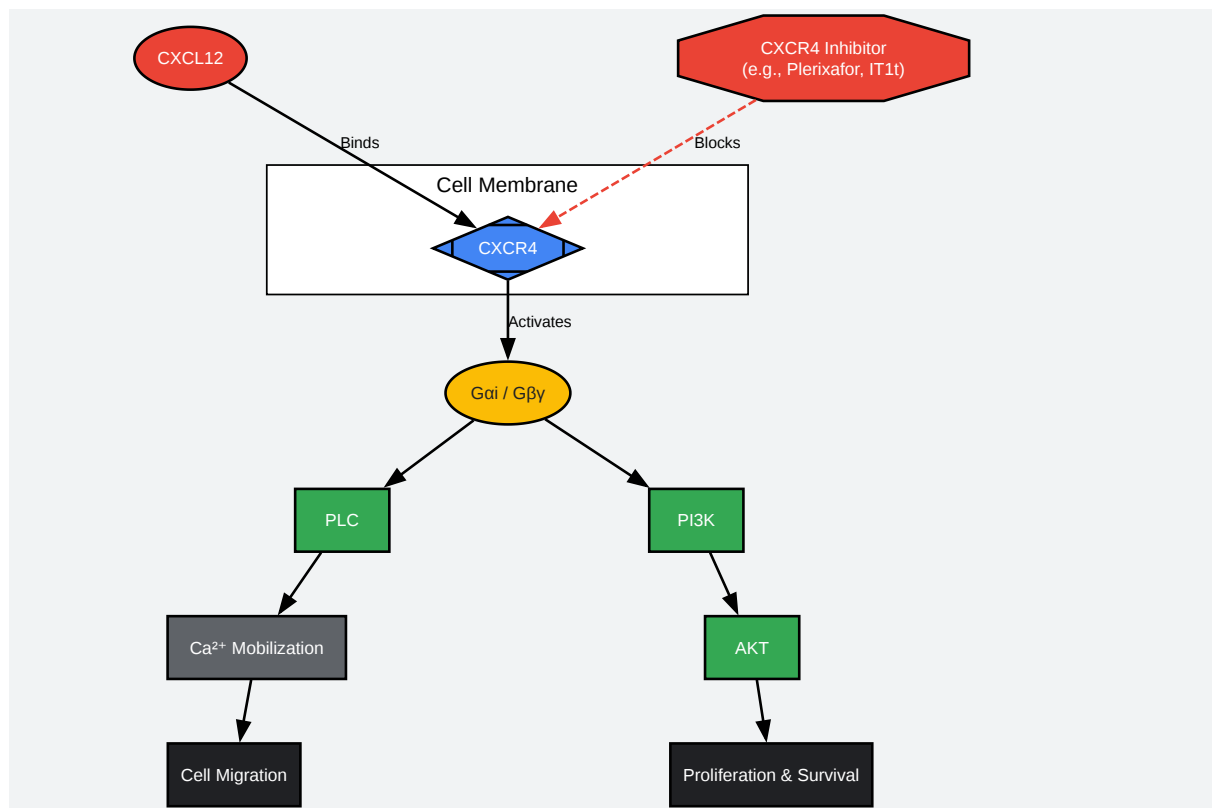 CXCL12
CXCR4 Inhibitor
(e.g., Plerixafor, IT1t)
Binds
Blocks
Cell Membrane
CXCR4
Activates
Gαi / Gβγ
PLC
PI3K
Ca²⁺ Mobilization
AKT
Cell Migration
Proliferation & Survival